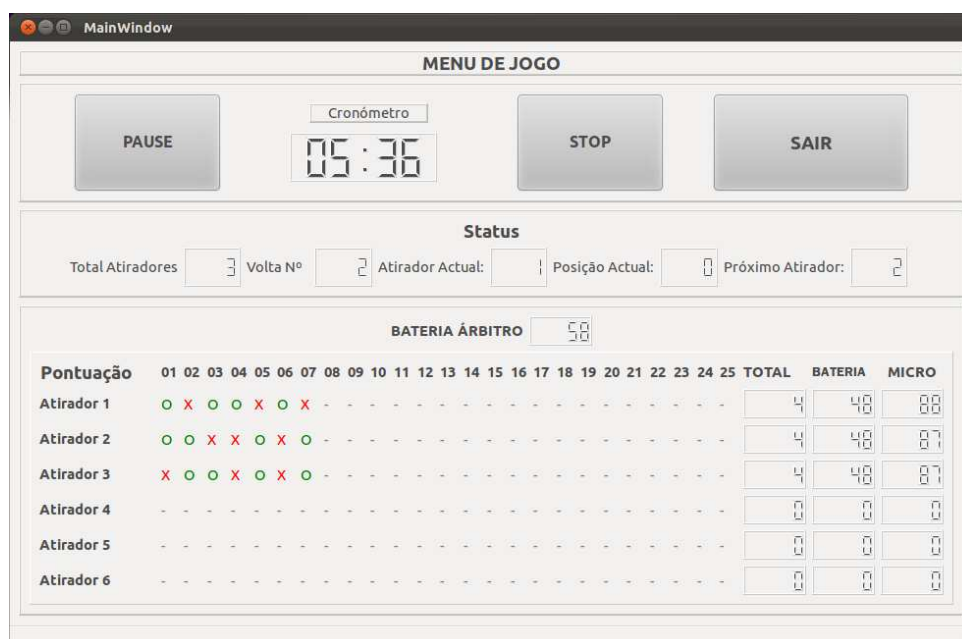 MainWindow
MENU DE JOGO
PAUSE
Cronómetro
05:36
STOP
SAIR
Status
Total Atiradores 3 Volta Nº 2 Atirador Actual: 1 Posição Actual: 0 Próximo Atirador: 2
BATERIA ÁRBITRO 58
Pontuação 01 02 03 04 05 06 07 08 09 10 11 12 13 14 15 16 17 18 19 20 21 22 23 24 25 TOTAL BATERIA MICRO
Atirador 1 O X O O X O X - - - - - - - - - - - - - - - - - - 4 48 88
Atirador 2 O O X X O X O - - - - - - - - - - - - - - - - - - 4 48 87
Atirador 3 X O O X O X O - - - - - - - - - - - - - - - - - - 4 48 87
Atirador 4 - - - - - - - - - - - - - - - - - - - - - - - - - 0 0 0
Atirador 5 - - - - - - - - - - - - - - - - - - - - - - - - - 0 0 0
Atirador 6 - - - - - - - - - - - - - - - - - - - - - - - - - 0 0 0